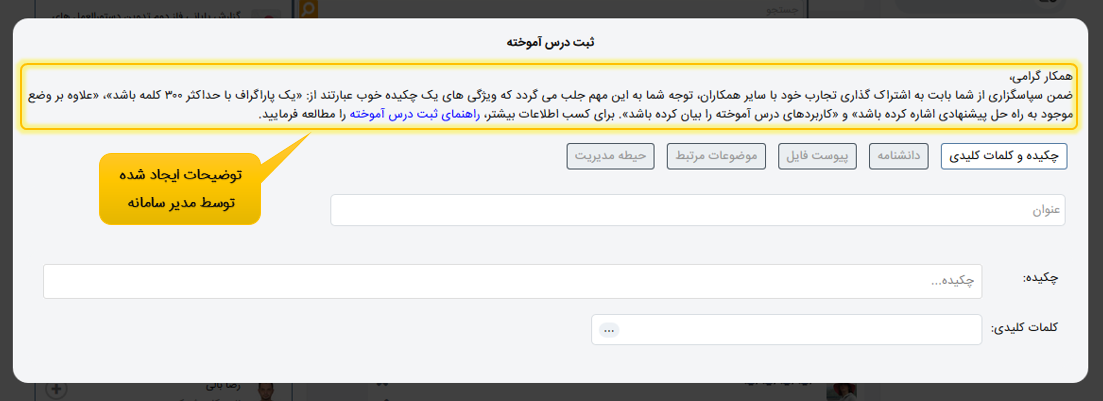 جستجو
ثبت درس آموخته
همکار گرامی،
ضمن سپاسگزاری از شما بابت به اشتراک گذاری تجارب خود با سایر همکاران، توجه شما به این مهم جلب می گردد که ویژگی های یک چکیده خوب عبارتند از: «یک پاراگراف با حداکثر ۳۰۰ کلمه باشد»، «علاوه بر وضع
موجود به راه حل پیشنهادی اشاره کرده باشد» و «کاربردهای درس آموخته را بیان کرده باشد». برای کسب اطلاعات بیشتر، راهنمای ثبت درس آموخته را مطالعه فرمایید.
چکیده و کلمات کلیدی
دانشنامه
پیوست فایل
موضوعات مرتبط
حیطه مدیریت
توضیحات ایجاد شده
توسط مدیر سامانه
عنوان
چکیده:
چکیده...
کلمات کلیدی:
...